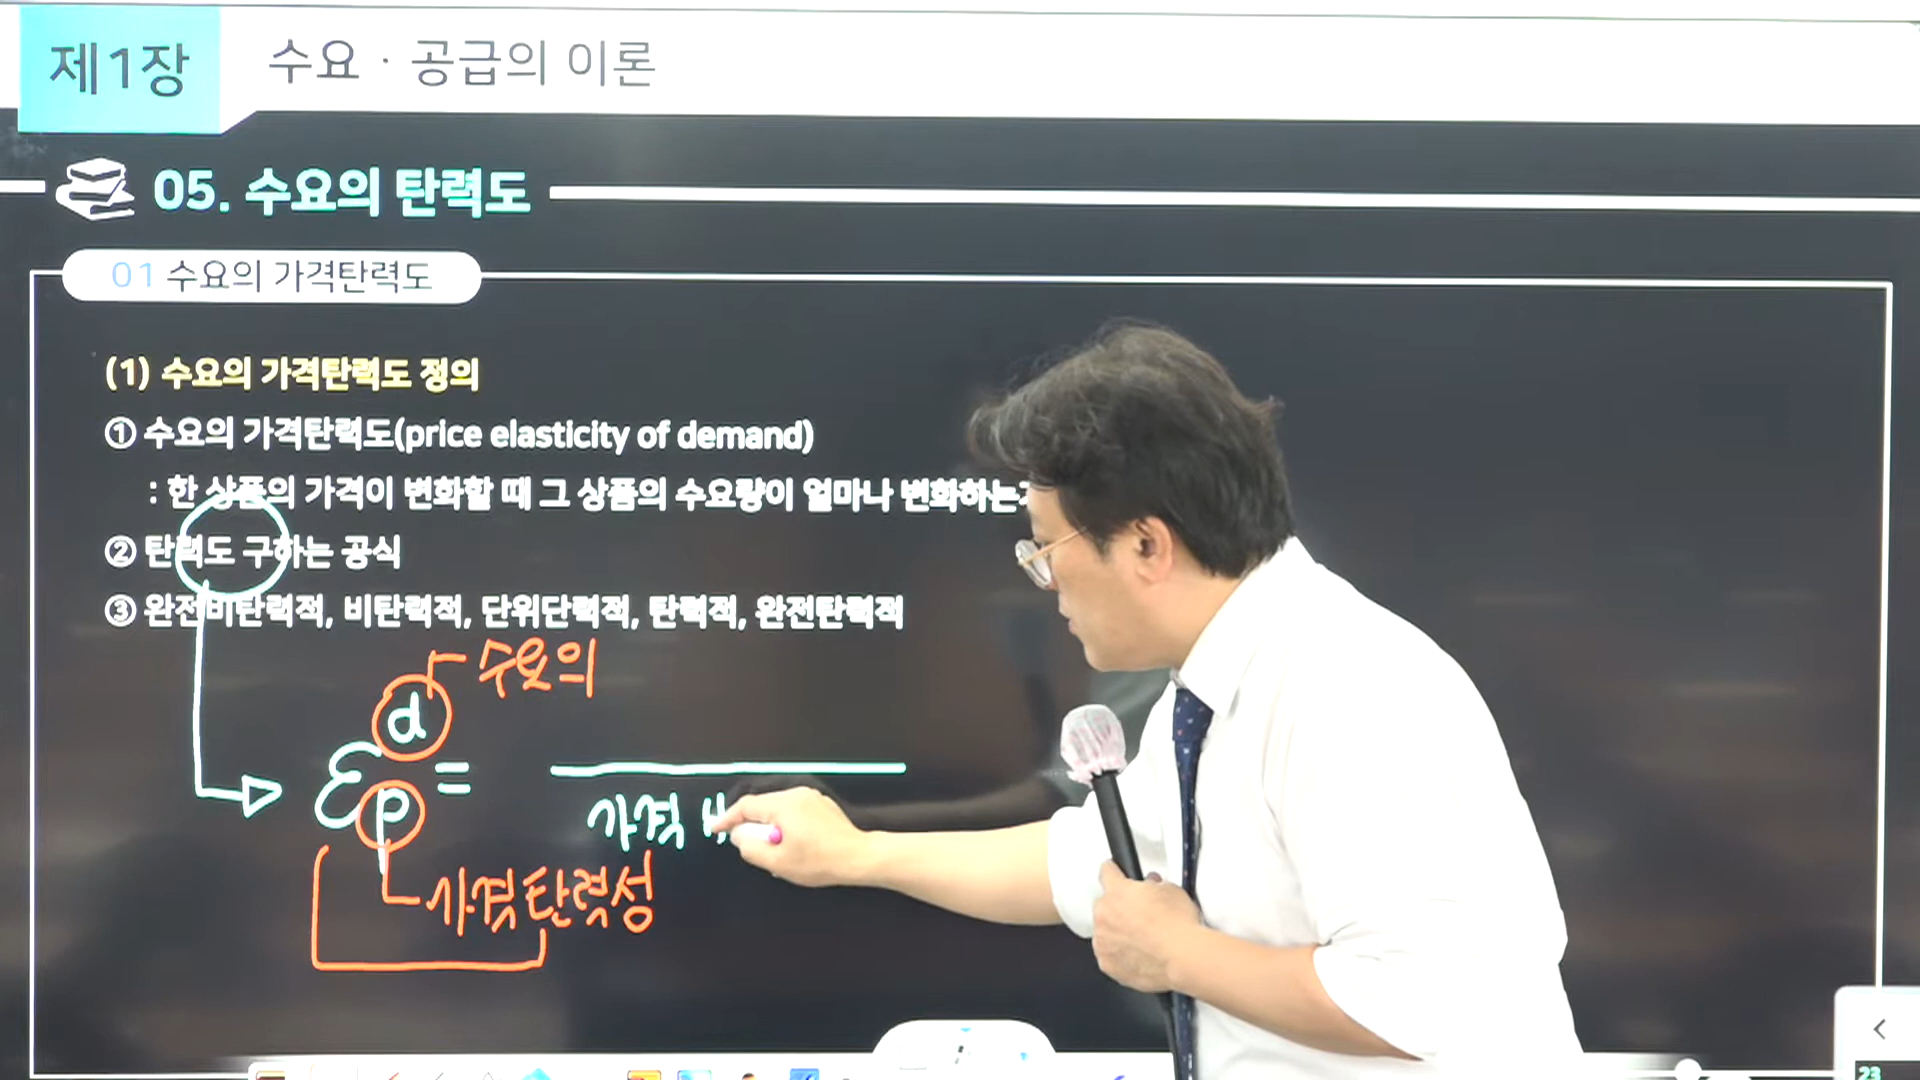 제1장
수요 · 공급의 이론
05. 수요의 탄력도
01 수요의 가격탄력도
(1) 수요의 가격탄력도 정의
① 수요의 가격탄력도(price elasticity of demand)
: 한 상품의 가격이 변화할 때 그 상품의 수요량이 얼마나 변화하는
② 탄력도 구하는 공식
③ 완전비탄력적, 비탄력적, 단위탄력적, 탄력적, 완전탄력적
수요의
d
ε =
p
가격
가격탄력성
23